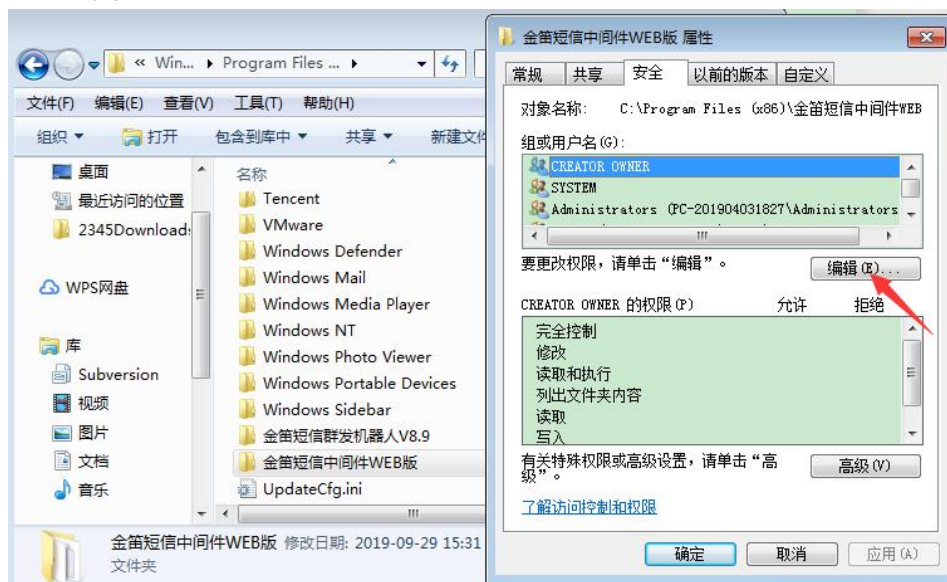 Win... ▸ Program Files ... ▸
文件(F) 编辑(E) 查看(V) 工具(T) 帮助(H)
组织 打开 包含到库中 共享 新建文件
桌面
最近访问的位置
2345Download
WPS网盘
库
Subversion
视频
图片
文档
音乐
名称
Tencent
VMware
Windows Defender
Windows Mail
Windows Media Player
Windows NT
Windows Photo Viewer
Windows Portable Devices
Windows Sidebar
金笛短信群发机器人V8.9
金笛短信中间件WEB版
UpdateCfg.ini
金笛短信中间件WEB版 修改日期: 2019-09-29 15:31
文件夹
金笛短信中间件WEB版 属性
常规 共享 安全 以前的版本 自定义
对象名称: C:\Program Files (x86)\金笛短信中间件WEB
组或用户名(G):
CREATOR OWNER
SYSTEM
Administrators (PC-201904031827\Administrators
要更改权限，请单击“编辑”。
编辑(E)...
CREATOR OWNER 的权限(P) 允许 拒绝
完全控制
修改
读取和执行
列出文件夹内容
读取
写入
有关特殊权限或高级设置，请单击“高
级”。
高级(V)
了解访问控制和权限
确定 取消 应用(A)